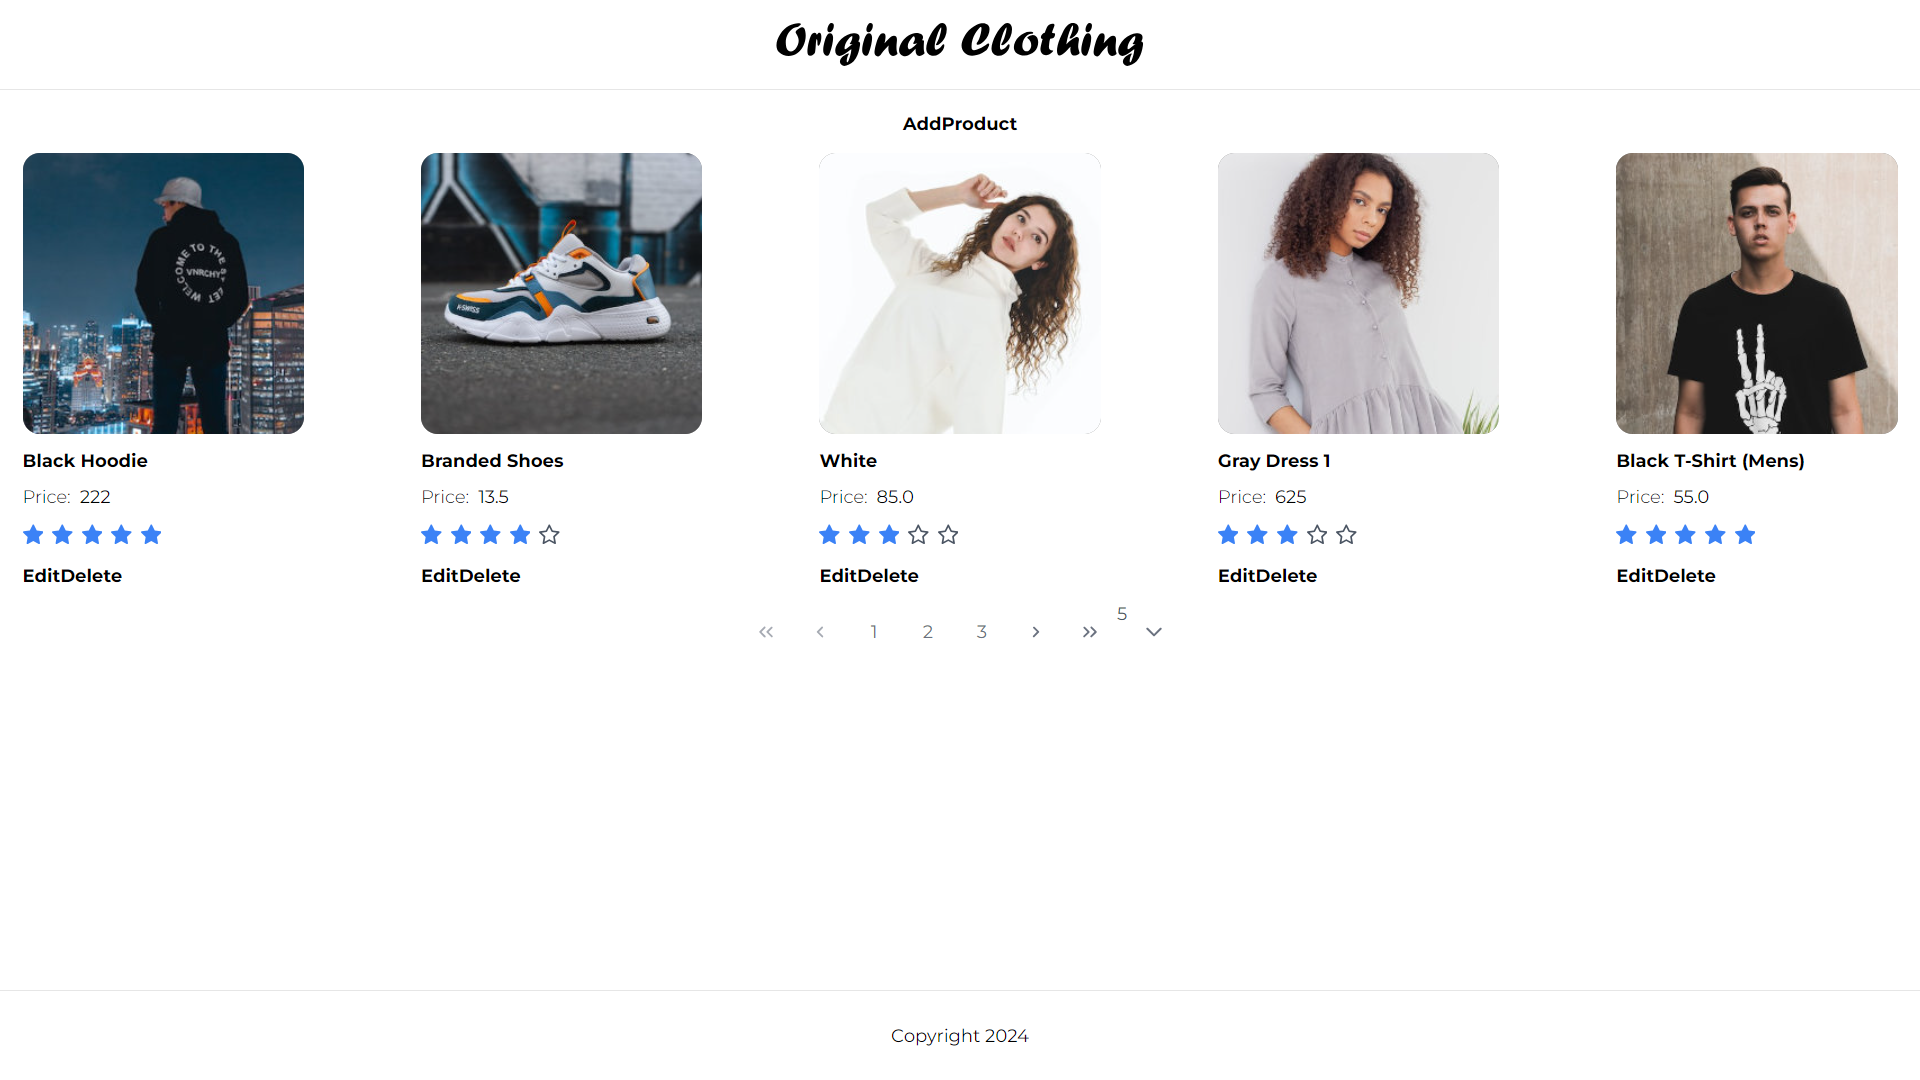 Original Clothing
AddProduct
WELCOME TO THE
VNRCHY
K-SWISS
Black Hoodie
Branded Shoes
White
Gray Dress 1
Black T-Shirt (Mens)
Price: 222
Price: 13.5
Price: 85.0
Price: 625
Price: 55.0
EditDelete
EditDelete
EditDelete
EditDelete
EditDelete
1 2 3 5
Copyright 2024